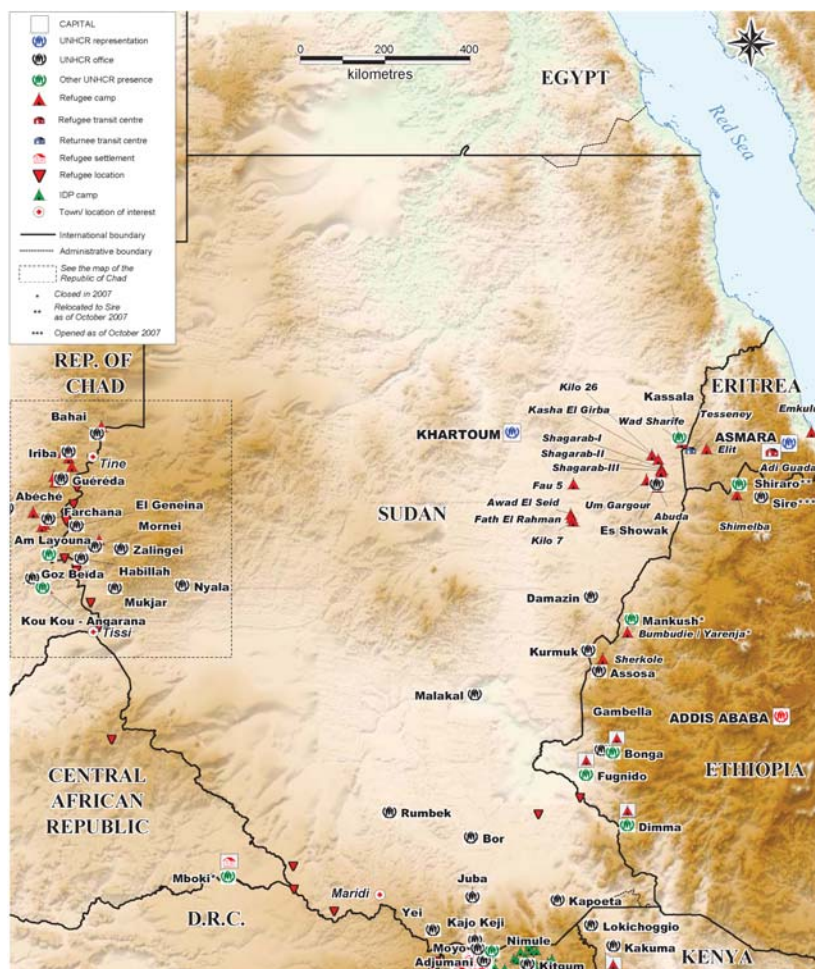 CAPITAL
UNHCR representation
UNHCR office
Other UNHCR presence
Refugee camp
Refugee transit centre
Returnee transit centre
Refugee settlement
Refugee location
IDP camp
Town/ location of interest
International boundary
Administrative boundary
See the map of the
Republic of Chad
* Closed in 2007
** Relocated to Sire
as of October 2007
*** Opened as of October 2007
0 200 400
kilometres
EGYPT
Red Sea
REP. OF
CHAD
Bahai
Iriba
Tine
Guéréda
Abéché
Farchana
El Geneina
Mornei
Am Layouna
Zalingei
Habillah
Goz Beïda
Nyala
Mukjar
Kou Kou - Angarana
Tissi
KHARTOUM
SUDAN
Kilo 26
Kasha El Girba
Kassala
Wad Sharife
Tesseney
ERITREA
Emkulu
Shagarab-I
Shagarab-II
Shagarab-III
ASMARA
Elit
Adi Guada
Fau 5
Shiraro**
Sire***
Awad El Seid
Um Gargour
Abuda
Shimelba
Fath El Rahman
Es Showak
Kilo 7
Damazin
Mankush*
Bumbudie / Yarenja*
Kurmuk
Sherkole
Assosa
Malakal
Gambella
ADDIS ABABA
Bonga
ETHIOPIA
Fugnido
CENTRAL
AFRICAN
REPUBLIC
Rumbek
Dimma
Bor
Mboki*
Juba
Maridi
Kapoeta
D.R.C.
Yei
Kajo Keji
Lokichoggio
Moyo
Nimule
Kakuma
KENYA
Adjumani
Kitgum